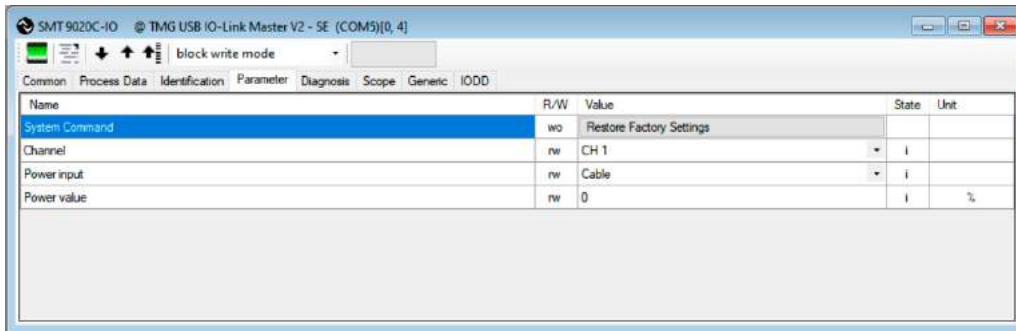 SMT 9020C-IO @ TMG USB IO-Link Master V2 - SE (COM5)[0, 4]
block write mode
Common Process Data Identification Parameter Diagnosis Scope Generic IODD
Name R/W Value State Unit
System Command wo Restore Factory Settings
Channel rw CH 1 i
Power input rw Cable i
Power value rw 0 i %